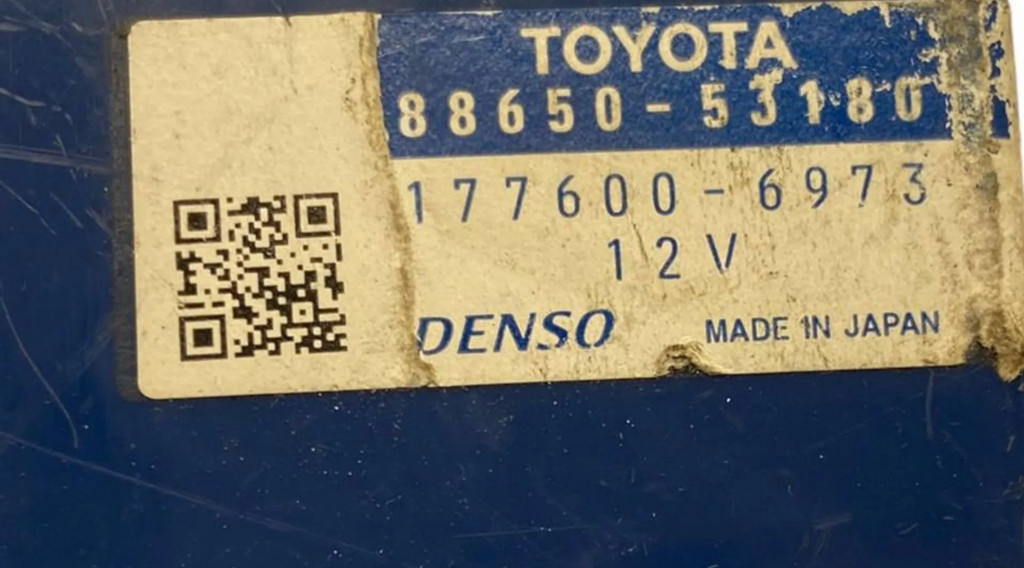 TOYOTA
88650-53180
177600-6973
12V
DENSO
MADE IN JAPAN